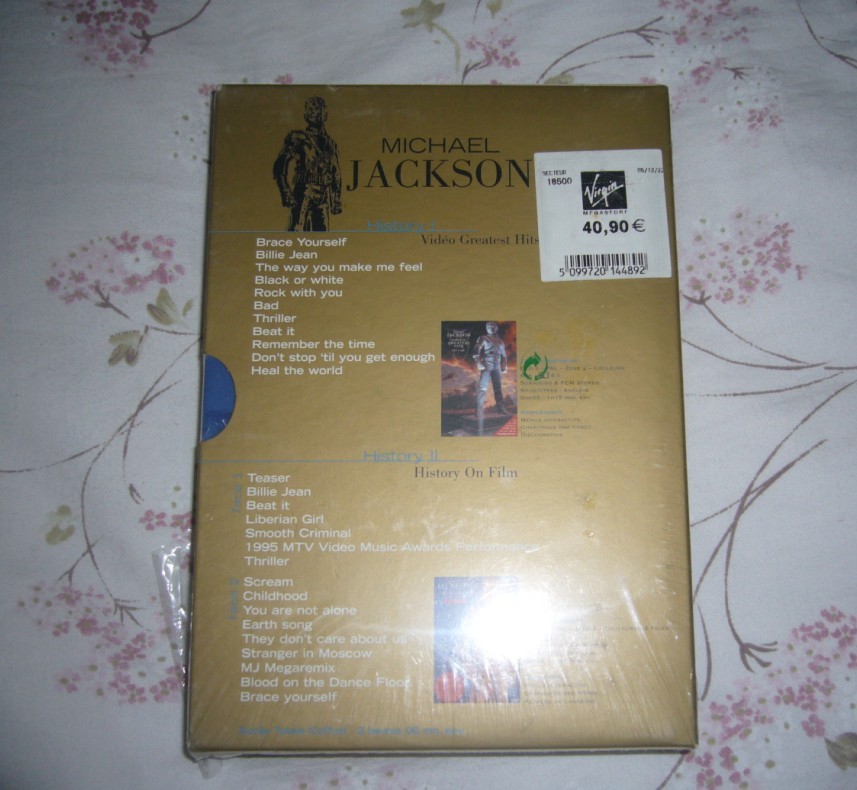 MICHAEL
JACKSON
SECTEUR
18500
Virgin
MEGASTORE
40,90 €
5 099720 144892
History I
Vidéo Greatest Hits
Brace Yourself
Billie Jean
The way you make me feel
Black or white
Rock with you
Bad
Thriller
Beat it
Remember the time
Don't stop 'til you get enough
Heal the world
History II
History On Film
Teaser
Billie Jean
Beat it
Liberian Girl
Smooth Criminal
1995 MTV Video Music Awards Performance
Thriller
Scream
Childhood
You are not alone
Earth song
They don't care about us
Stranger in Moscow
MJ Megaremix
Blood on the Dance Floor
Brace yourself